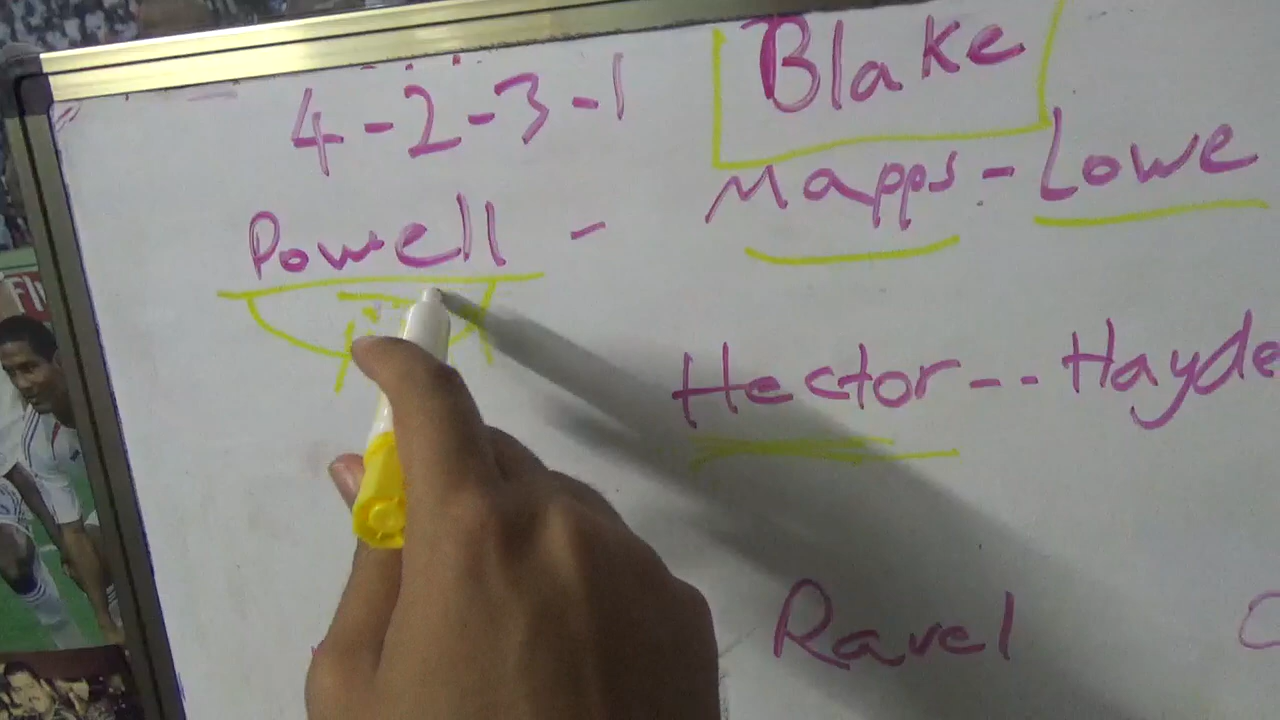 4-2-3-1
Blake
Powell - Mapps - Lowe
Hector -- Hayde
Ravel